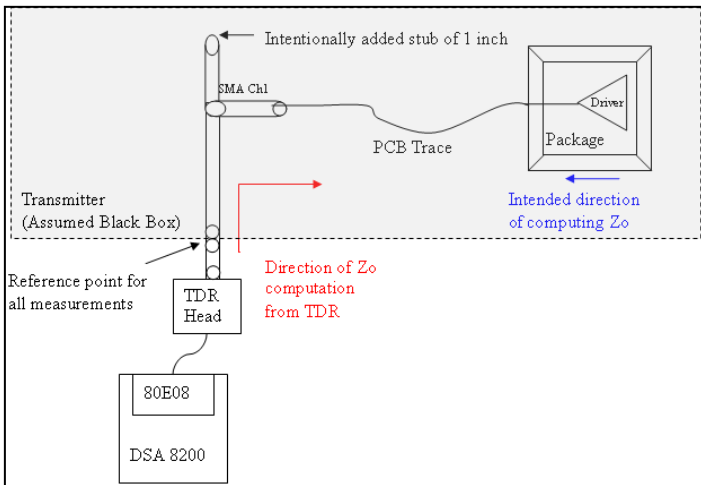 Intentionally added stub of 1 inch
SMA Ch1
Driver
PCB Trace
Package
Transmitter
(Assumed Black Box)
Intended direction
of computing Zo
Reference point for
all measurements
Direction of Zo
computation
from TDR
TDR
Head
80E08
DSA 8200